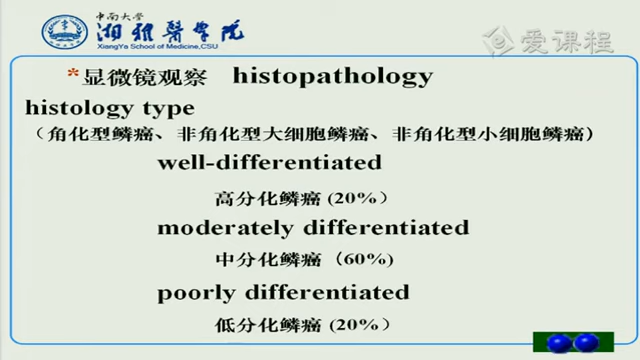 中南大学
湘雅醫学院
XiangYa School of Medicine,CSU
爱课程
*显微镜观察 histopathology
histology type
（角化型鳞癌、非角化型大细胞鳞癌、非角化型小细胞鳞癌）
well-differentiated
高分化鳞癌 (20%）
moderately differentiated
中分化鳞癌（60%)
poorly differentiated
低分化鳞癌 (20%）